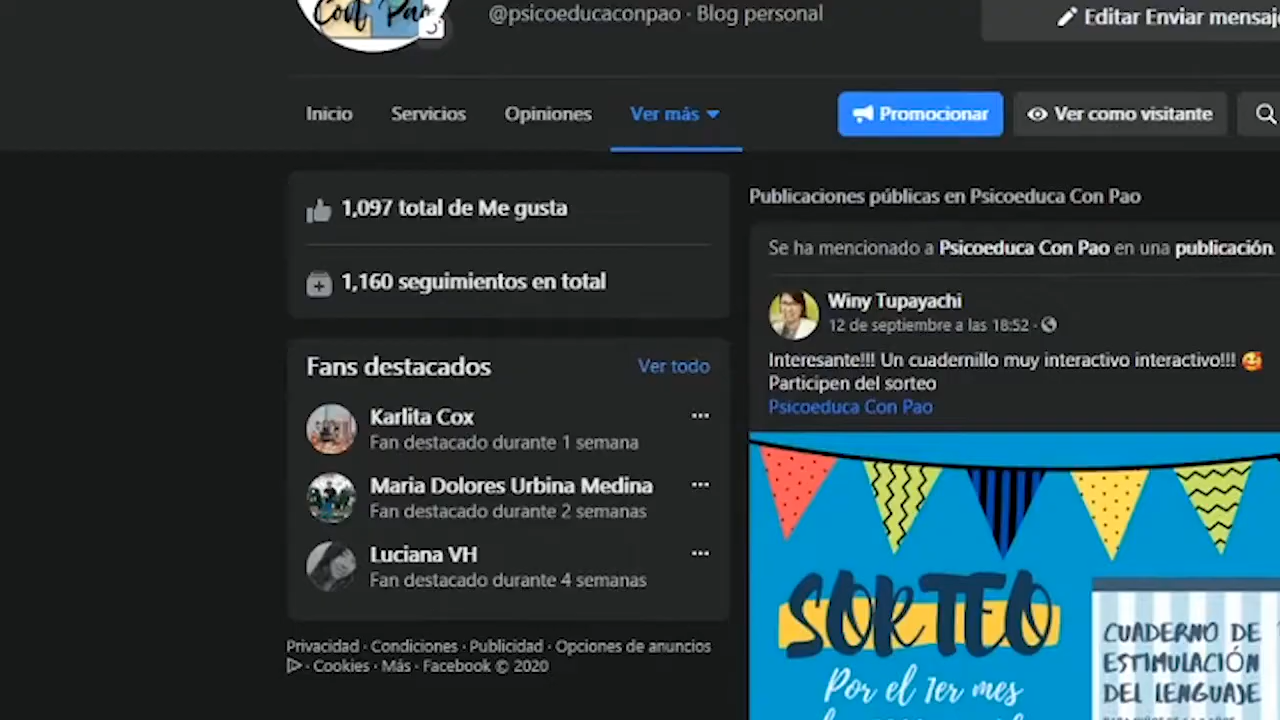 Con Pao
@psicoeducaconpao · Blog personal
Editar Enviar mensaje
Inicio
Servicios
Opiniones
Ver más
Promocionar
Ver como visitante
1,097 total de Me gusta
1,160 seguimientos en total
Fans destacados
Ver todo
Karlita Cox
Fan destacado durante 1 semana
Maria Dolores Urbina Medina
Fan destacado durante 2 semanas
Luciana VH
Fan destacado durante 4 semanas
Privacidad · Condiciones · Publicidad · Opciones de anuncios
· Cookies · Más · Facebook © 2020
Publicaciones públicas en Psicoeduca Con Pao
Se ha mencionado a Psicoeduca Con Pao en una publicación.
Winy Tupayachi
12 de septiembre a las 18:52 ·
Interesante!!! Un cuadernillo muy interactivo interactivo!!! 🥰
Participen del sorteo
Psicoeduca Con Pao
SORTEO
Por el 1er mes
CUADERNO DE
ESTIMULACIÓN
DEL LENGUAJE